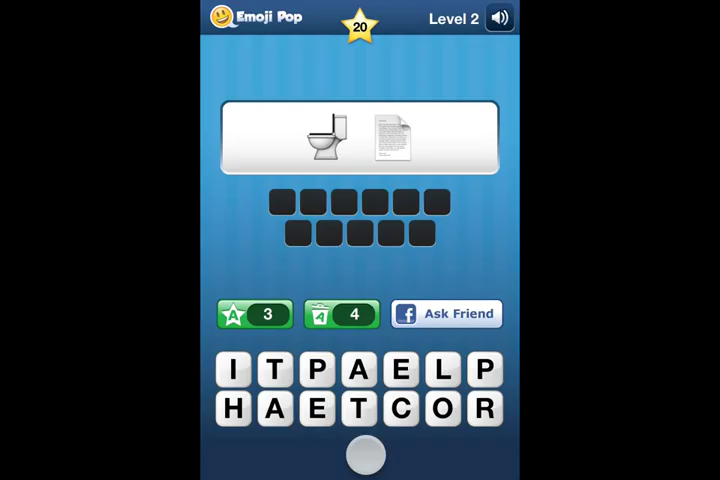 Emoji Pop
20
Level 2
A 3
4
f Ask Friend
I T P A E L P
H A E T C O R